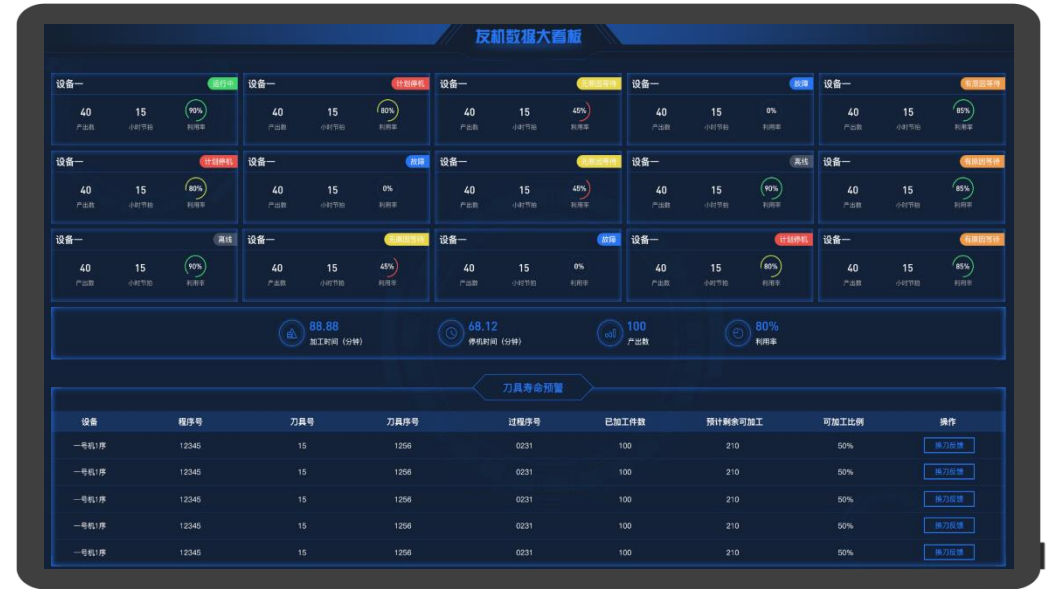 友机数据大看板
设备一 运行中 设备一 计划停机 设备一 无原因等待 设备一 故障 设备一 有原因等待
40 15 90% 40 15 80% 40 15 45% 40 15 0% 40 15 85%
产出数 小时节拍 利用率 产出数 小时节拍 利用率 产出数 小时节拍 利用率 产出数 小时节拍 利用率 产出数 小时节拍 利用率
设备一 计划停机 设备一 故障 设备一 无原因等待 设备一 离线 设备一 有原因等待
40 15 80% 40 15 0% 40 15 45% 40 15 90% 40 15 85%
产出数 小时节拍 利用率 产出数 小时节拍 利用率 产出数 小时节拍 利用率 产出数 小时节拍 利用率 产出数 小时节拍 利用率
设备一 离线 设备一 无原因等待 设备一 故障 设备一 计划停机 设备一 有原因等待
40 15 90% 40 15 45% 40 15 0% 40 15 80% 40 15 85%
产出数 小时节拍 利用率 产出数 小时节拍 利用率 产出数 小时节拍 利用率 产出数 小时节拍 利用率 产出数 小时节拍 利用率
88.88 68.12 100 80%
加工时间（分钟） 停机时间（分钟） 产出数 利用率
刀具寿命预警
设备 程序号 刀具号 刀具序号 过程序号 已加工件数 预计剩余可加工 可加工比例 操作
一号机1序 12345 15 1256 0231 100 210 50% 换刀反馈
一号机1序 12345 15 1256 0231 100 210 50% 换刀反馈
一号机1序 12345 15 1256 0231 100 210 50% 换刀反馈
一号机1序 12345 15 1256 0231 100 210 50% 换刀反馈
一号机1序 12345 15 1256 0231 100 210 50% 换刀反馈